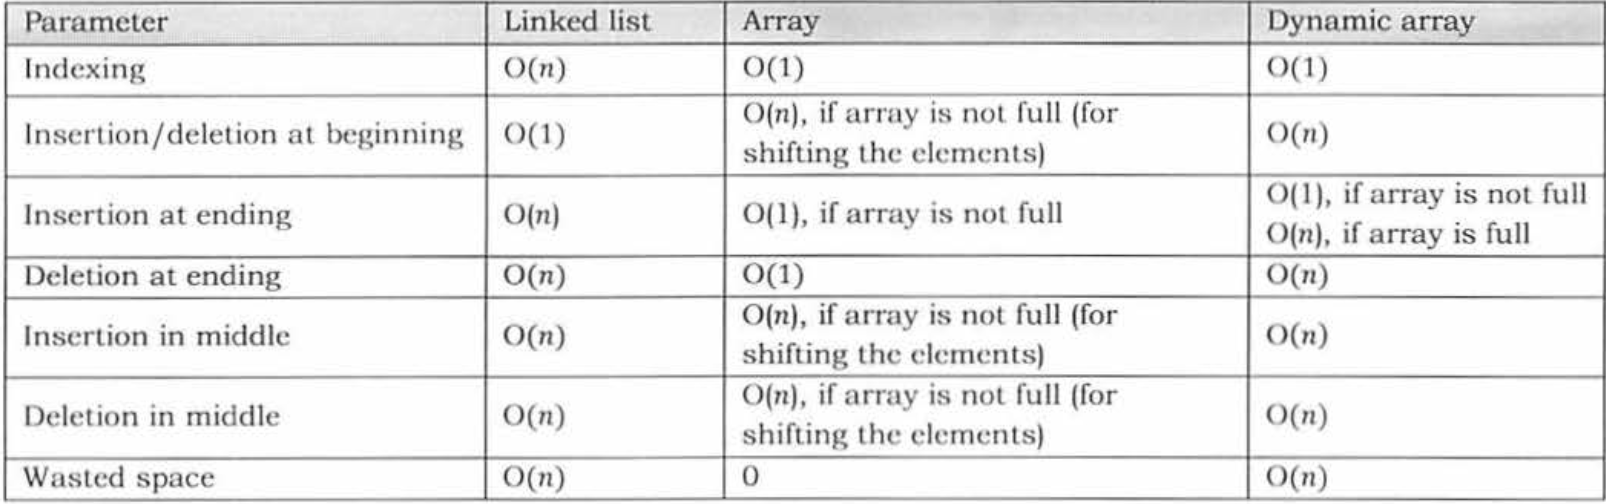 Parameter Linked list Array Dynamic array
Indexing O(n) O(1) O(1)
Insertion/deletion at beginning O(1) O(n), if array is not full (for shifting the elements) O(n)
Insertion at ending O(n) O(1), if array is not full O(1), if array is not full O(n), if array is full
Deletion at ending O(n) O(1) O(n)
Insertion in middle O(n) O(n), if array is not full (for shifting the elements) O(n)
Deletion in middle O(n) O(n), if array is not full (for shifting the elements) O(n)
Wasted space O(n) 0 O(n)